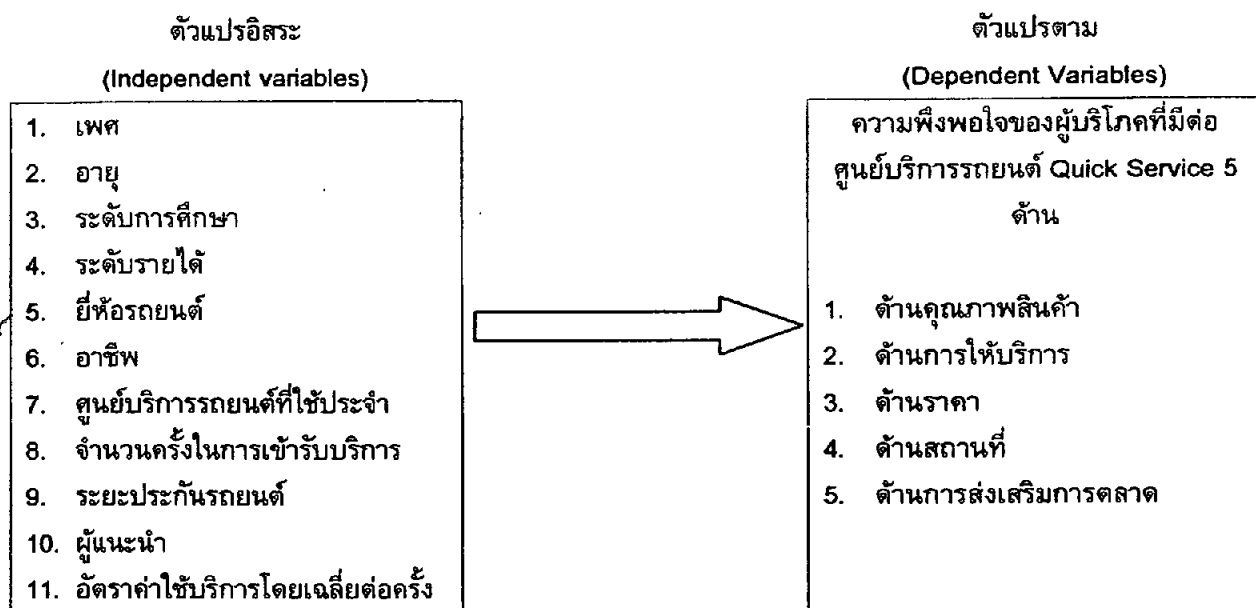 ตัวแปรอิสระ
(Independent variables)
1. เพศ
2. อายุ
3. ระดับการศึกษา
4. ระดับรายได้
5. ยี่ห้อรถยนต์
6. อาชีพ
7. ศูนย์บริการรถยนต์ที่ใช้ประจำ
8. จำนวนครั้งในการเข้ารับบริการ
9. ระยะประกันรถยนต์
10. ผู้แนะนำ
11. อัตราค่าใช้บริการโดยเฉลี่ยต่อครั้ง
ตัวแปรตาม
(Dependent Variables)
ความพึงพอใจของผู้บริโภคที่มีต่อ
ศูนย์บริการรถยนต์ Quick Service 5
ด้าน
1. ด้านคุณภาพสินค้า
2. ด้านการให้บริการ
3. ด้านราคา
4. ด้านสถานที่
5. ด้านการส่งเสริมการตลาด